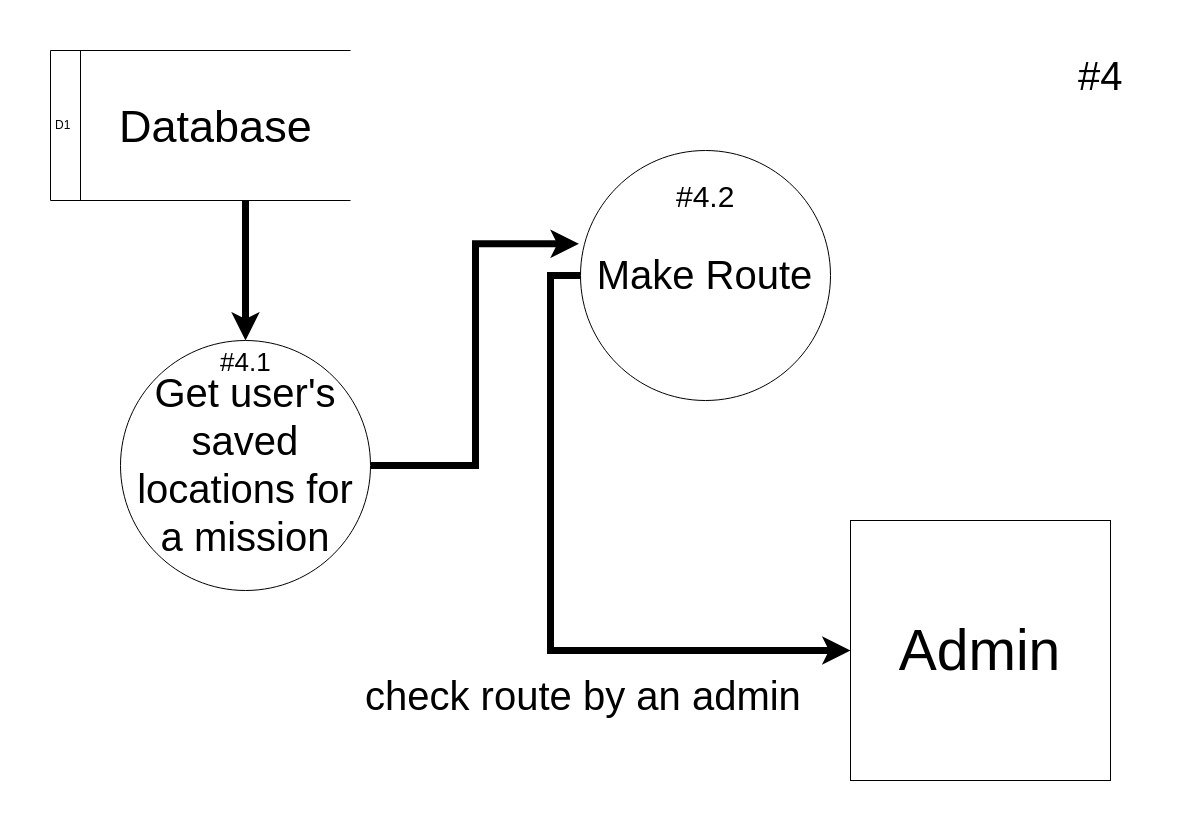 D1
Database
#4
#4.2
Make Route
#4.1
Get user's
saved
locations for
a mission
Admin
check route by an admin